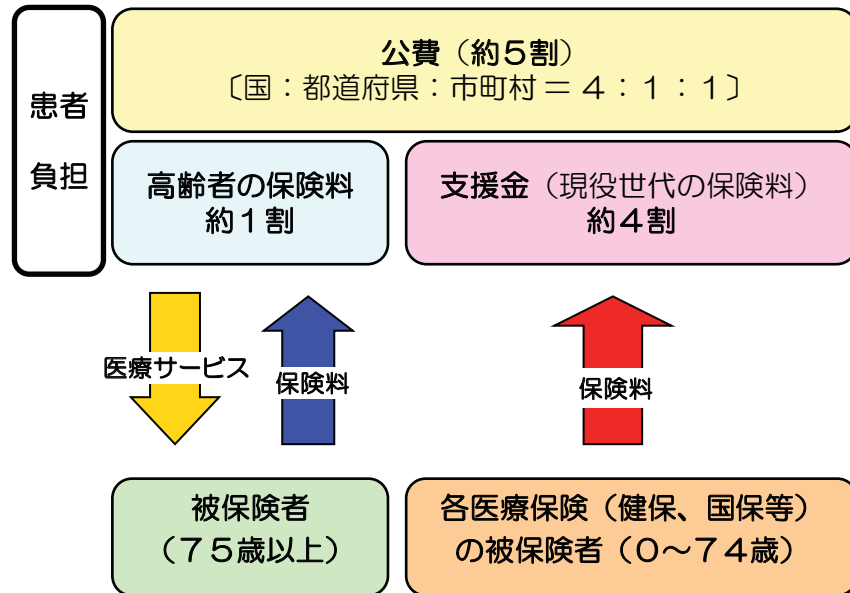 患者
負担
公費（約５割）
〔国：都道府県：市町村＝４：１：１〕
高齢者の保険料
約１割
支援金（現役世代の保険料）
約４割
医療サービス
保険料
保険料
被保険者
（７５歳以上）
各医療保険（健保、国保等）
の被保険者（０～７４歳）